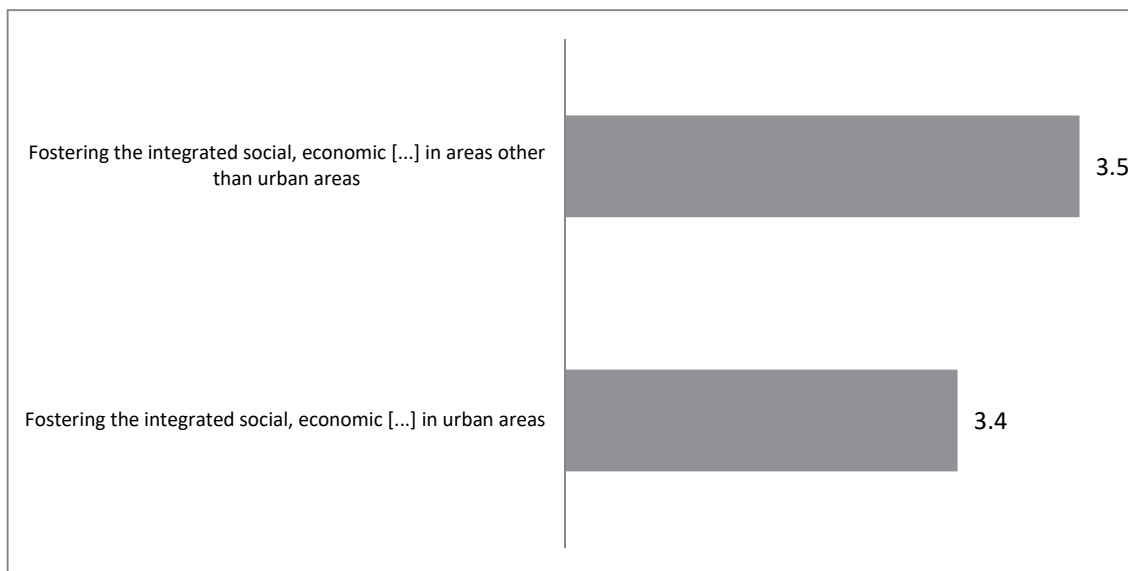 Fostering the integrated social, economic [...] in areas other
than urban areas
3.5
Fostering the integrated social, economic [...] in urban areas
3.4